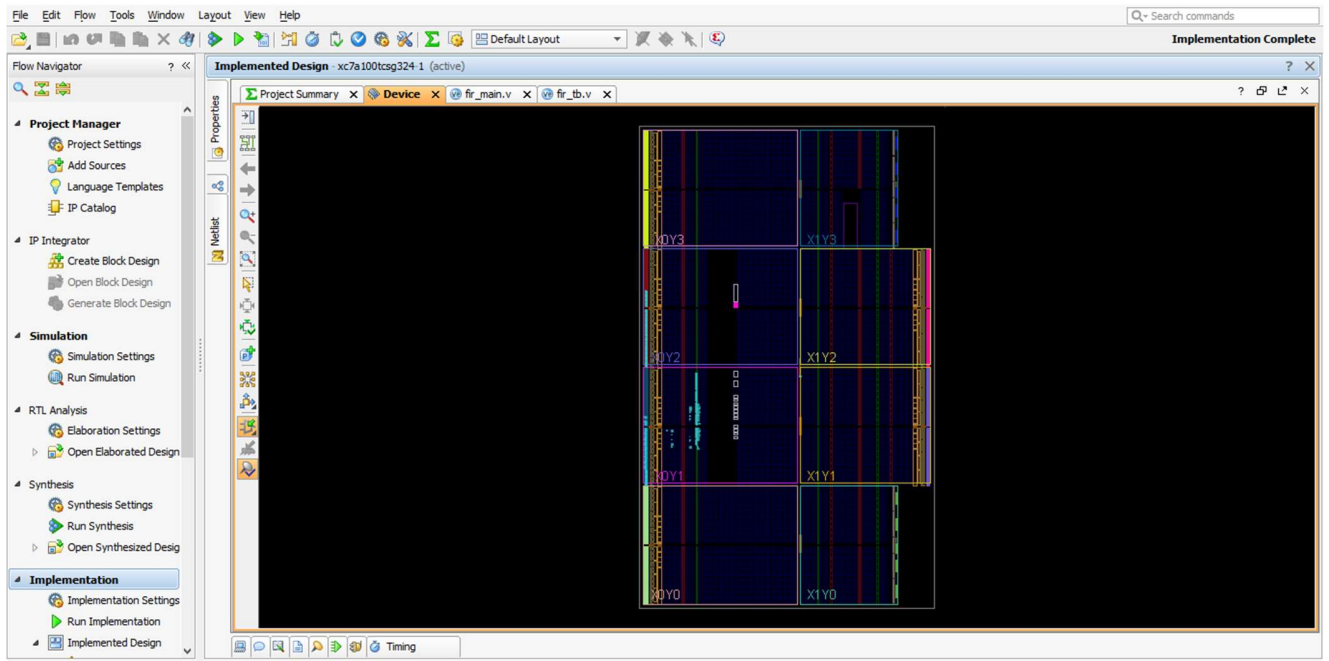 File Edit Flow Tools Window Layout View Help
Search commands
Default Layout
Implementation Complete
Flow Navigator ? «
Implemented Design - xc7a100tcsg324-1 (active) ? X
Project Summary X Device X fir_main.v X fir_tb.v X
Properties
Netlist
Project Manager
Project Settings
Add Sources
Language Templates
IP Catalog
IP Integrator
Create Block Design
Open Block Design
Generate Block Design
Simulation
Simulation Settings
Run Simulation
RTL Analysis
Elaboration Settings
Open Elaborated Design
Synthesis
Synthesis Settings
Run Synthesis
Open Synthesized Desig
Implementation
Implementation Settings
Run Implementation
Implemented Design
X0Y3 X1Y3
X0Y2 X1Y2
X0Y1 X1Y1
X0Y0 X1Y0
Timing